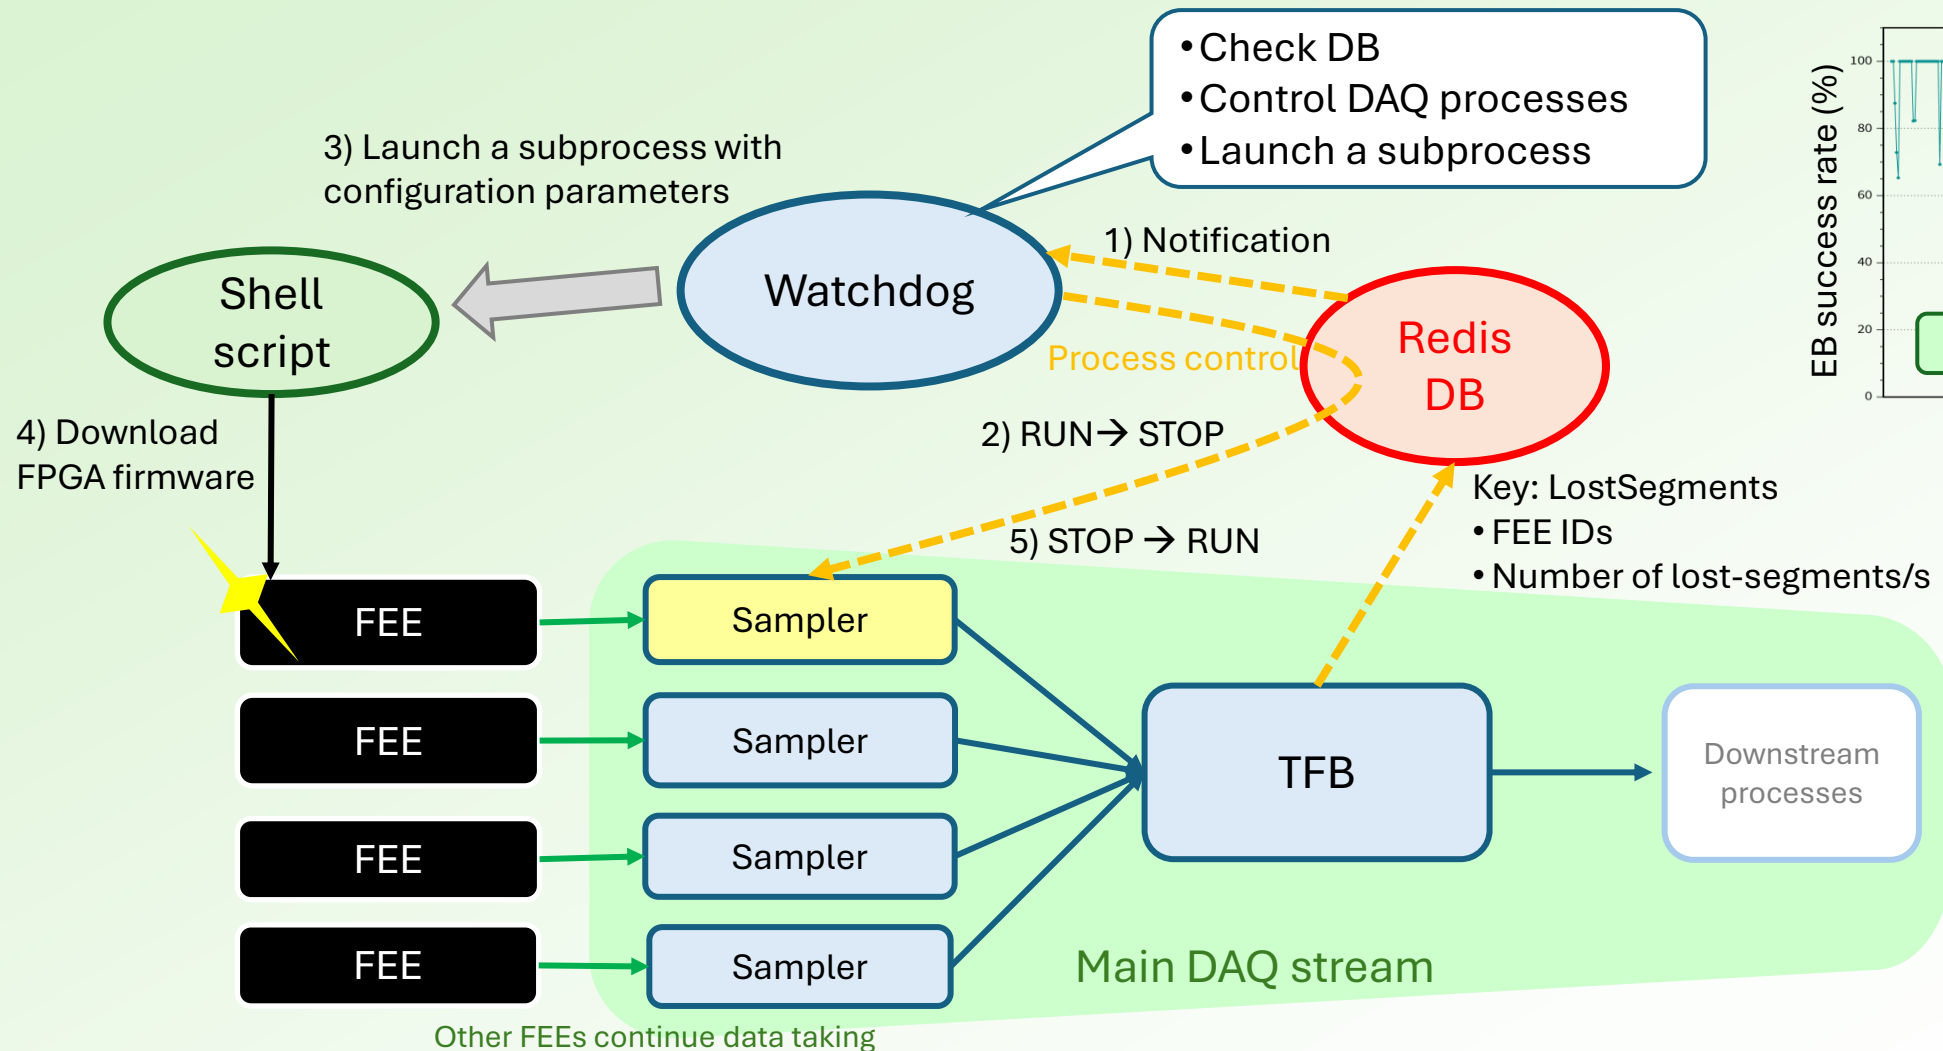 • Check DB
• Control DAQ processes
• Launch a subprocess
EB success rate (%)
100
80
60
40
20
0
3) Launch a subprocess with
configuration parameters
1) Notification
Shell
script
Watchdog
Redis
DB
Process control
4) Download
FPGA firmware
2) RUN→ STOP
Key: LostSegments
• FEE IDs
• Number of lost-segments/s
5) STOP → RUN
FEE
Sampler
FEE
Sampler
TFB
Downstream
processes
FEE
Sampler
FEE
Sampler
Main DAQ stream
Other FEEs continue data taking